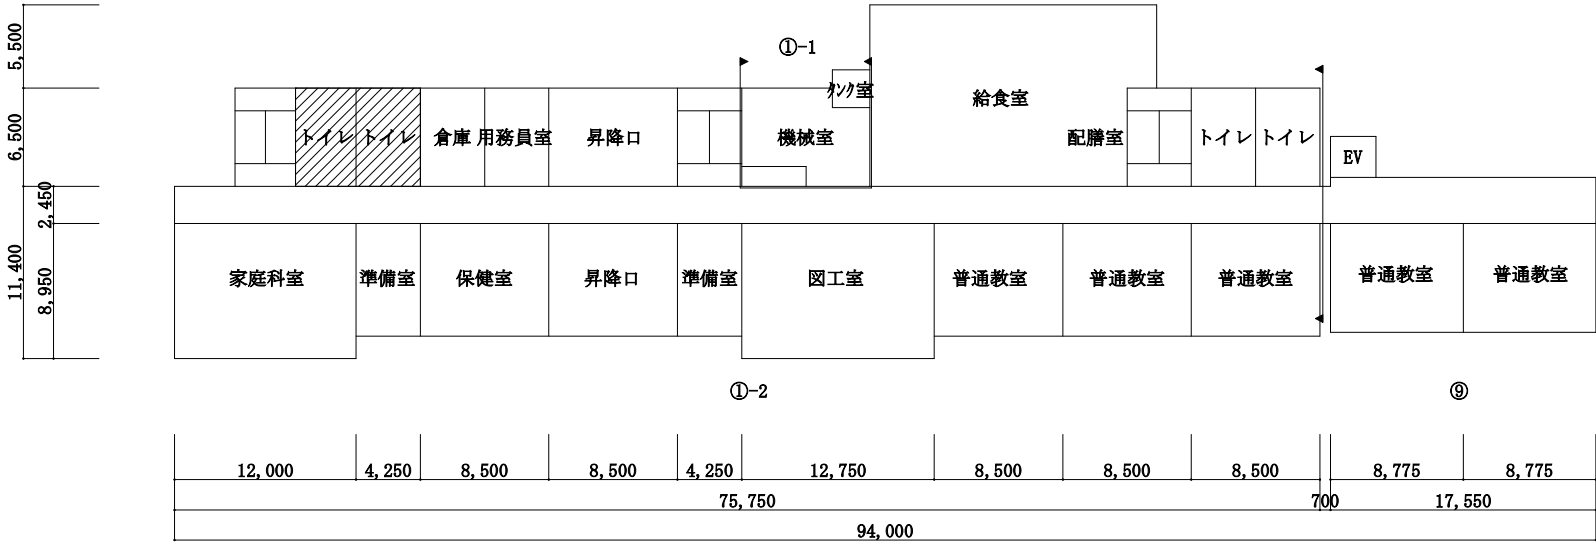 ①-1
5,500
タンク室
給食室
6,500
トイレ
トイレ
倉庫
用務員室
昇降口
機械室
配膳室
トイレ
トイレ
EV
2,450
11,400
8,950
家庭科室
準備室
保健室
昇降口
準備室
図工室
普通教室
普通教室
普通教室
普通教室
普通教室
①-2
⑨
12,000
4,250
8,500
8,500
4,250
12,750
8,500
8,500
8,500
8,775
8,775
75,750
700
17,550
94,000